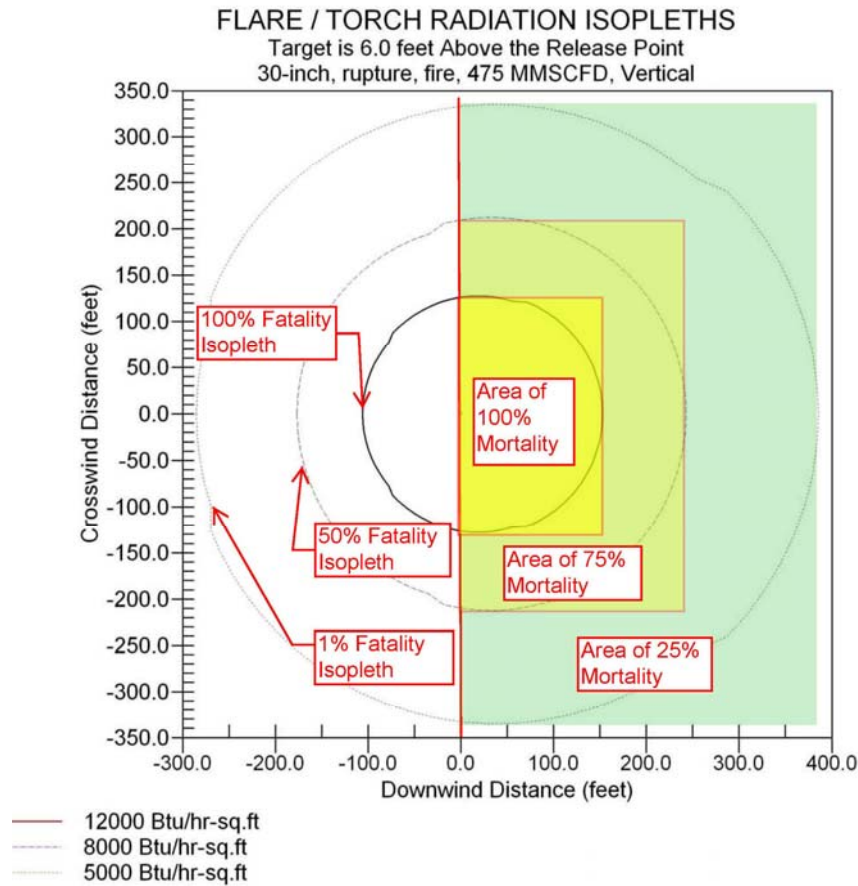 FLARE / TORCH RADIATION ISOPLETHS
Target is 6.0 feet Above the Release Point
30-inch, rupture, fire, 475 MMSCFD, Vertical
350.0
300.0
250.0
200.0
150.0
100.0
50.0
0.0
-50.0
-100.0
-150.0
-200.0
-250.0
-300.0
-350.0
Crosswind Distance (feet)
100% Fatality
Isopleth
Area of
100%
Mortality
50% Fatality
Isopleth
Area of 75%
Mortality
1% Fatality
Isopleth
Area of 25%
Mortality
-300.0 -200.0 -100.0 0.0 100.0 200.0 300.0 400.0
Downwind Distance (feet)
12000 Btu/hr-sq.ft
8000 Btu/hr-sq.ft
5000 Btu/hr-sq.ft